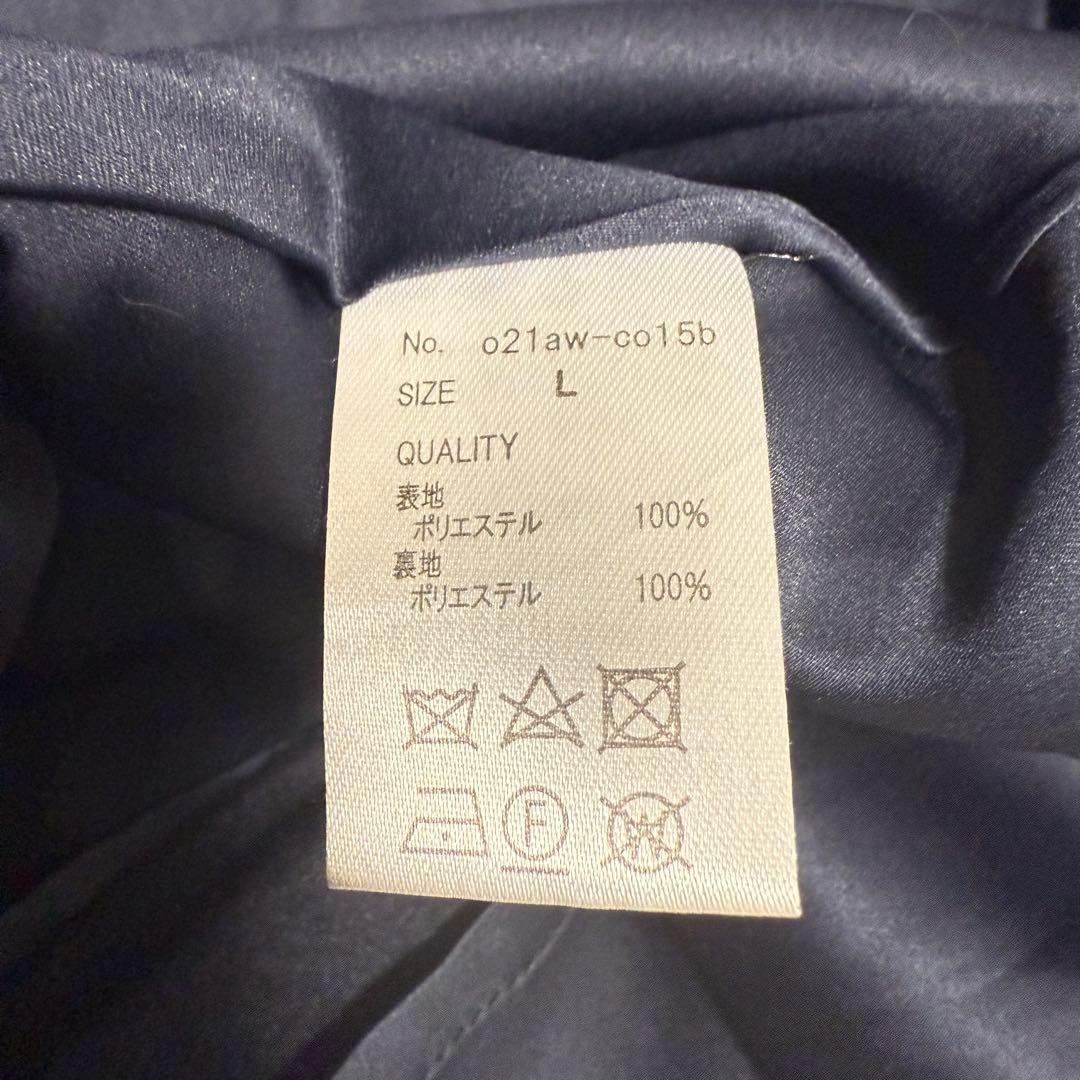 No. o21aw-co15b
SIZE L
QUALITY
表地
ポリエステル 100%
裏地
ポリエステル 100%
F